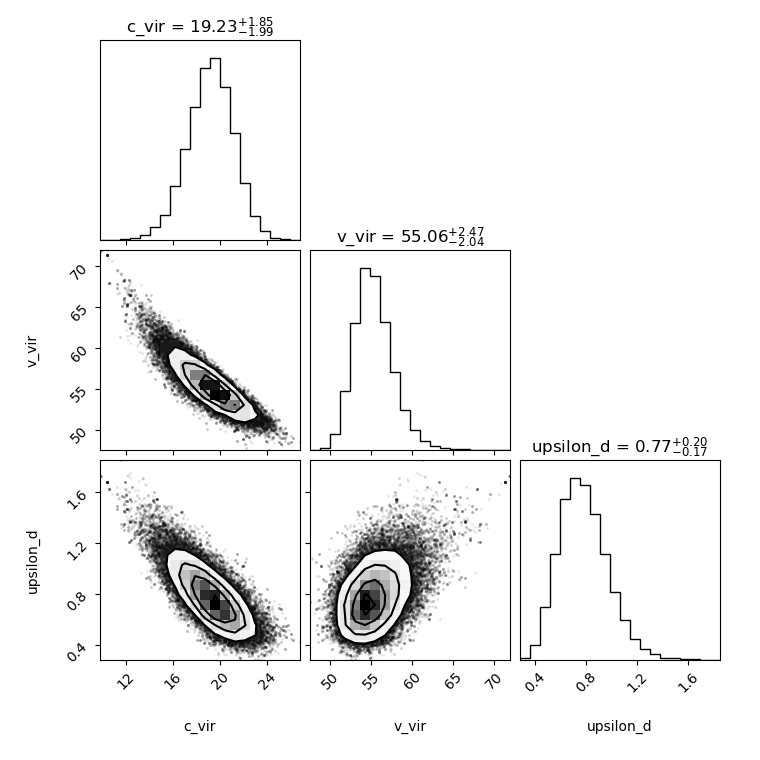 c_vir = 19.23+1.85−1.99
v_vir = 55.06+2.47−2.04
70
65
60
55
50
v_vir
upsilon_d = 0.77+0.20−0.17
1.6
1.2
0.8
0.4
upsilon_d
12 16 20 24
50 55 60 65 70
0.4 0.8 1.2 1.6
c_vir v_vir upsilon_d